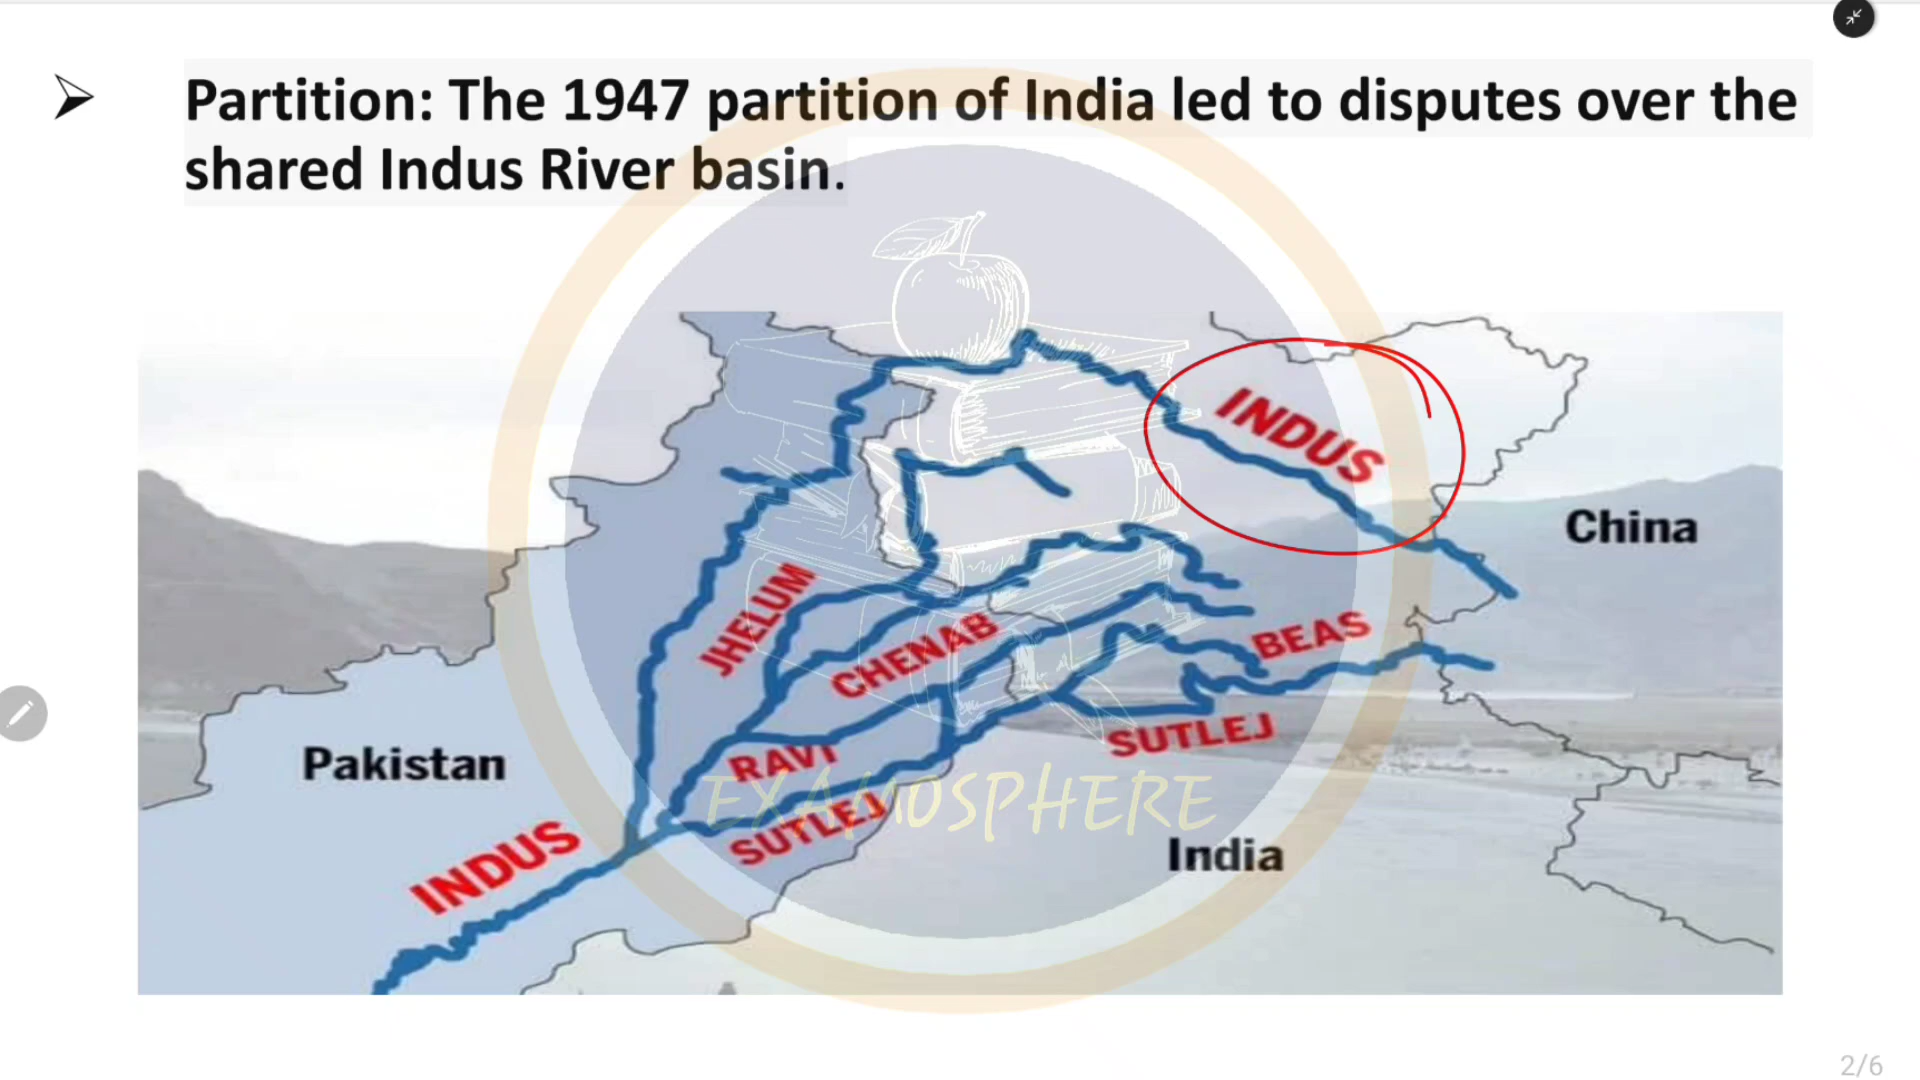 ➢ Partition: The 1947 partition of India led to disputes over the
shared Indus River basin.
INDUS
China
JHELUM
CHENAB
BEAS
SUTLEJ
Pakistan
RAVI
EXAMOSPHERE
SUTLEJ
INDUS
India
2/6